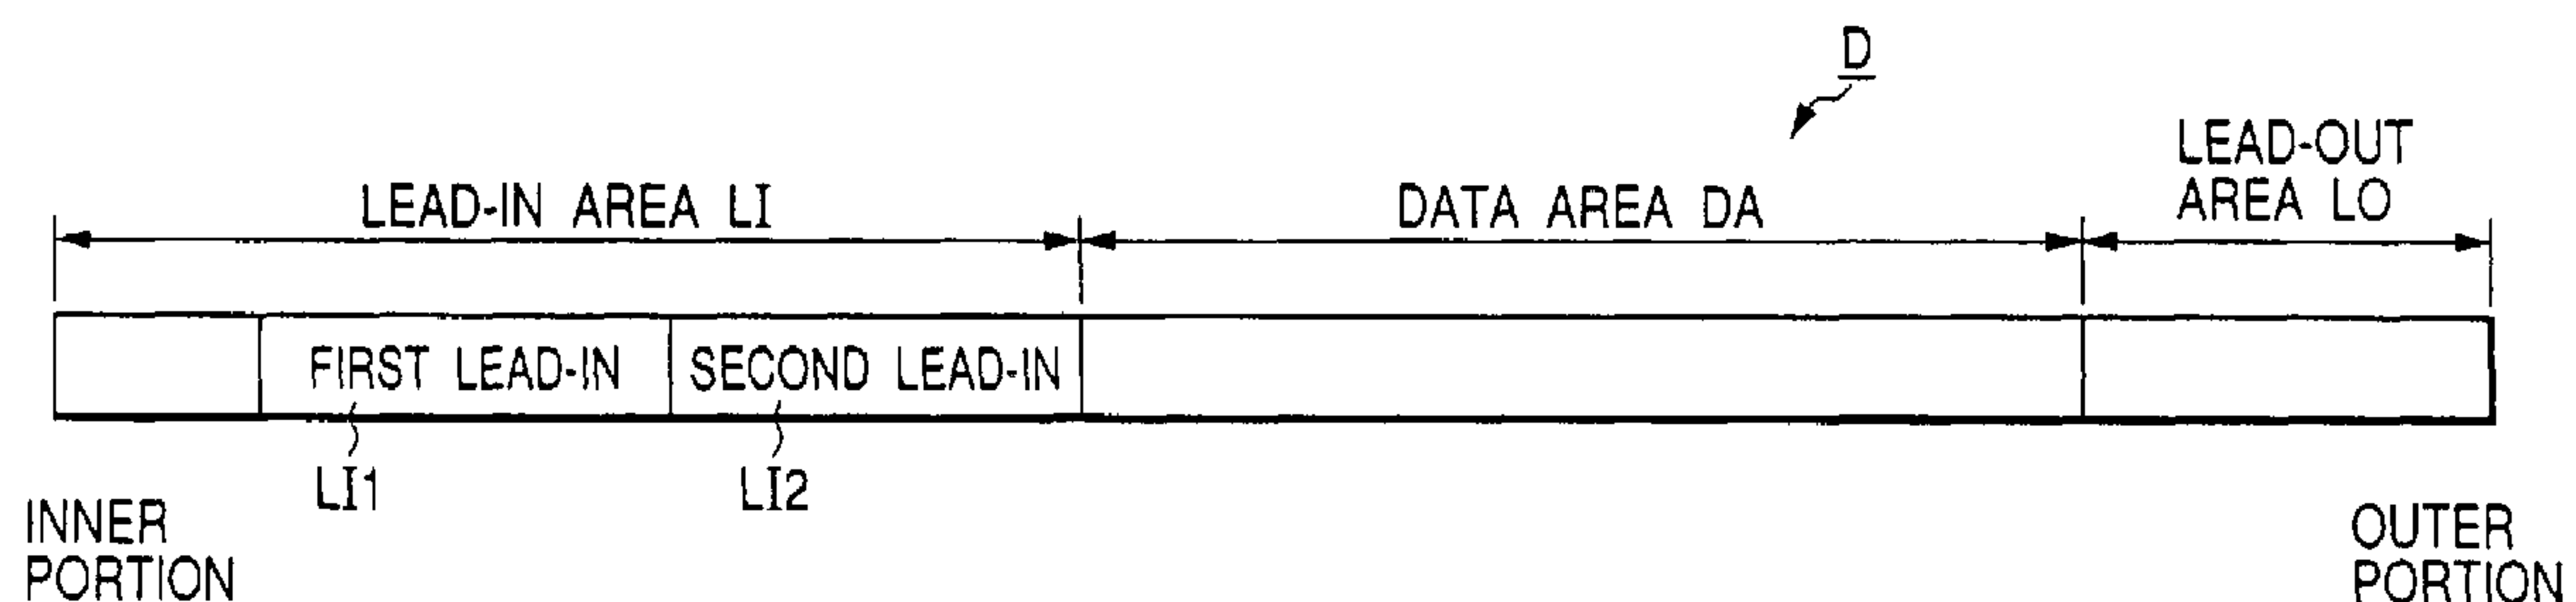 D
LEAD-IN AREA LI
DATA AREA DA
LEAD-OUT
AREA LO
FIRST LEAD-IN
SECOND LEAD-IN
LI1
LI2
INNER
PORTION
OUTER
PORTION